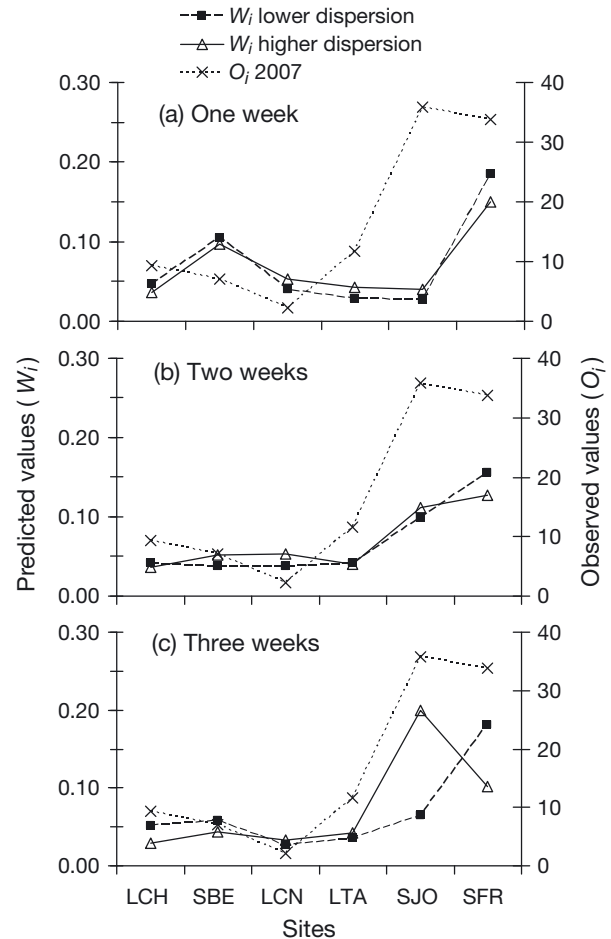 W_i lower dispersion
W_i higher dispersion
O_i 2007
(a) One week
0.30
0.20
0.10
0.00
40
30
20
10
0
(b) Two weeks
0.30
0.20
0.10
0.00
40
30
20
10
0
(c) Three weeks
0.30
0.20
0.10
0.00
40
30
20
10
0
Predicted values (W_i)
Observed values (O_i)
LCH SBE LCN LTA SJO SFR
Sites